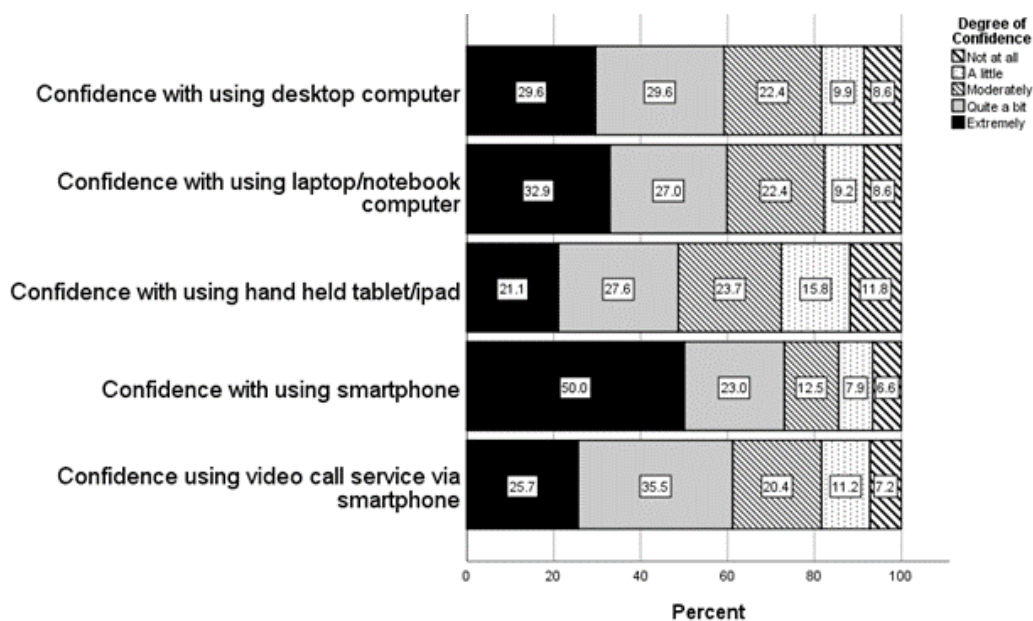 Degree of
Confidence
Not at all
A little
Moderately
Quite a bit
Extremely
Confidence with using desktop computer
29.6
29.6
22.4
9.9
8.6
Confidence with using laptop/notebook
computer
32.9
27.0
22.4
9.2
8.6
Confidence with using hand held tablet/ipad
21.1
27.6
23.7
15.8
11.8
Confidence with using smartphone
50.0
23.0
12.5
7.9
6.6
Confidence using video call service via
smartphone
25.7
35.5
20.4
11.2
7.2
0
20
40
60
80
100
Percent